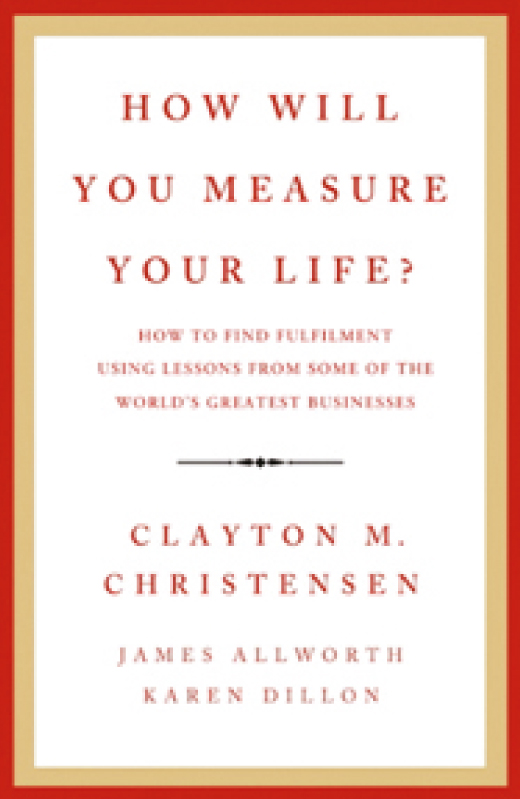 HOW WILL
YOU MEASURE
YOUR LIFE?
HOW TO FIND FULFILMENT
USING LESSONS FROM SOME OF THE
WORLD'S GREATEST BUSINESSES
CLAYTON M.
CHRISTENSEN
JAMES ALLWORTH
KAREN DILLON